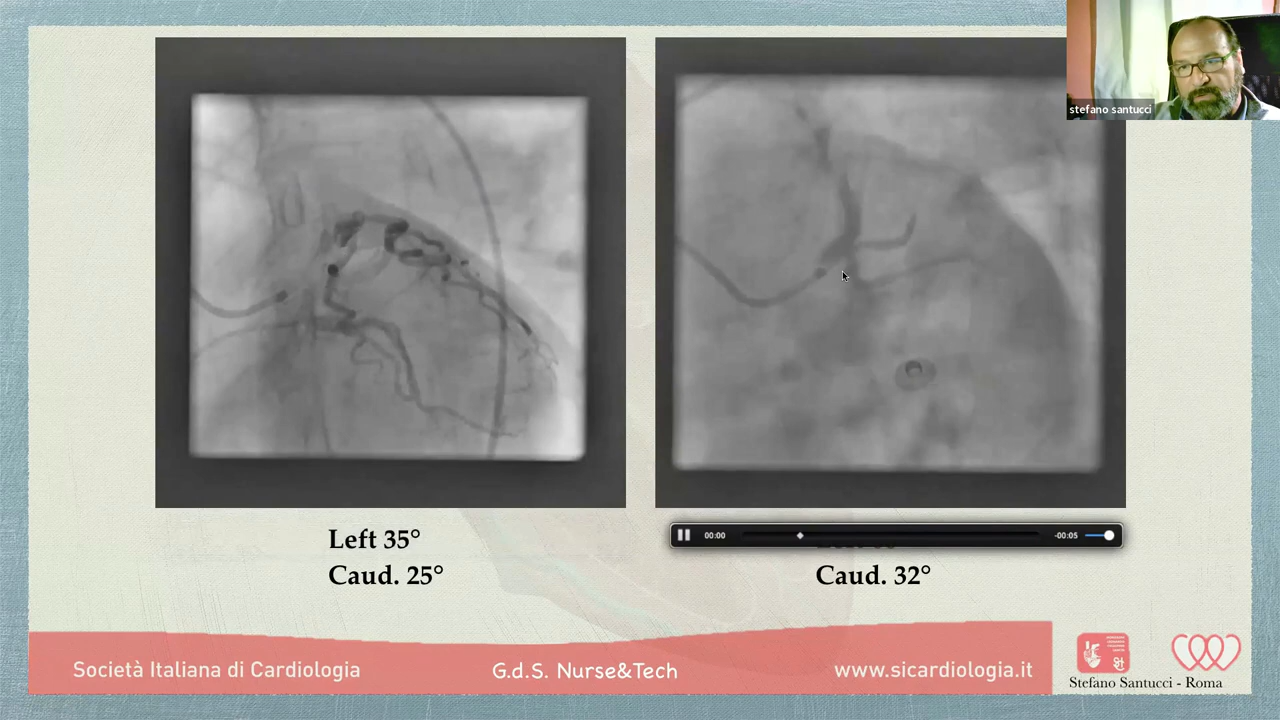 stefano santucci
Left 35°
Caud. 25°
00:00
-00:05
Caud. 32°
Società Italiana di Cardiologia
G.d.S. Nurse&Tech
www.sicardiologia.it
Stefano Santucci - Roma